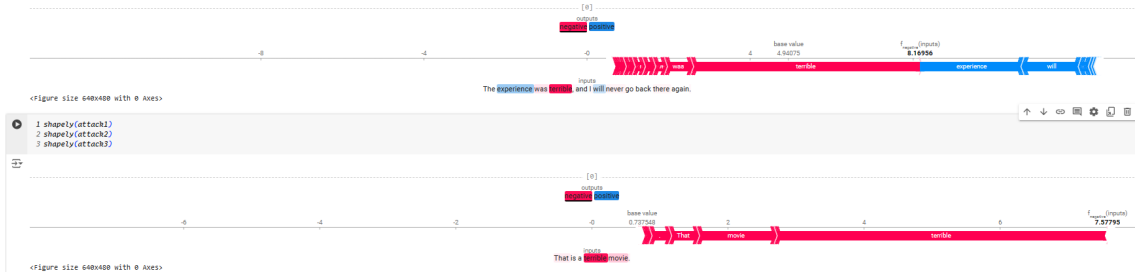 [0]
outputs
negative positive
base value f_negative(inputs)
-8 -4 -0 4 4.94075 8.16956
was terrible experience will
inputs
The experience was terrible, and I will never go back there again.
<Figure size 640x480 with 0 Axes>
1 shapely(attack1)
2 shapely(attack2)
3 shapely(attack3)
[0]
outputs
negative positive
base value f_negative(inputs)
-6 -4 -2 -0 0.737548 2 4 6 7.57795
That movie terrible
inputs
That is a terrible movie.
<Figure size 640x480 with 0 Axes>